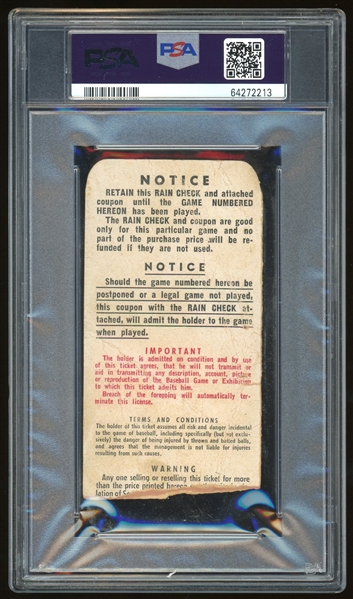 PSA
PSA
64272213
NOTICE
RETAIN this RAIN CHECK and attached
coupon until the GAME NUMBERED
HEREON has been played.
The RAIN CHECK and coupon are good
only for this particular game and no
part of the purchase price will be re-
funded if they are not used.
NOTICE
Should the game numbered hereon be
postponed or a legal game not played,
this coupon with the RAIN CHECK at-
tached, will admit the holder to the game
when played.
IMPORTANT
The holder is admitted on condition and by use
of this ticket agrees, that he will not transmit or
aid in transmitting any description, account, picture
or reproduction of the Baseball Game or Exhibition
to which this ticket admits him.
Breach of the foregoing will automatically ter-
minate this license.
TERMS AND CONDITIONS
The holder of this ticket assumes all risk and danger incidental
to the game of baseball, including specifically (but not exclu-
sively) the danger of being injured by thrown and batted balls,
and agrees that the management is not liable for injuries
resulting from such causes.
WARNING
Any one selling or reselling this ticket for more
than the price printed hereon
lation of